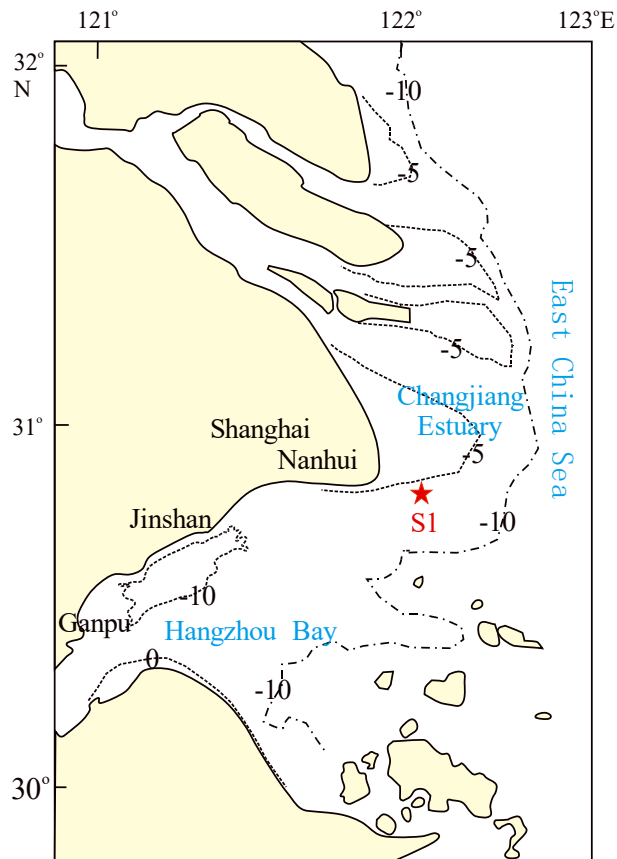 121°
122°
123°E
32°
N
-10
-5
-5
East China Sea
-5
Changjiang
Estuary
31°
Shanghai
Nanhui
-5
S1
-10
Jinshan
-10
Ganpu
Hangzhou Bay
0
-10
30°